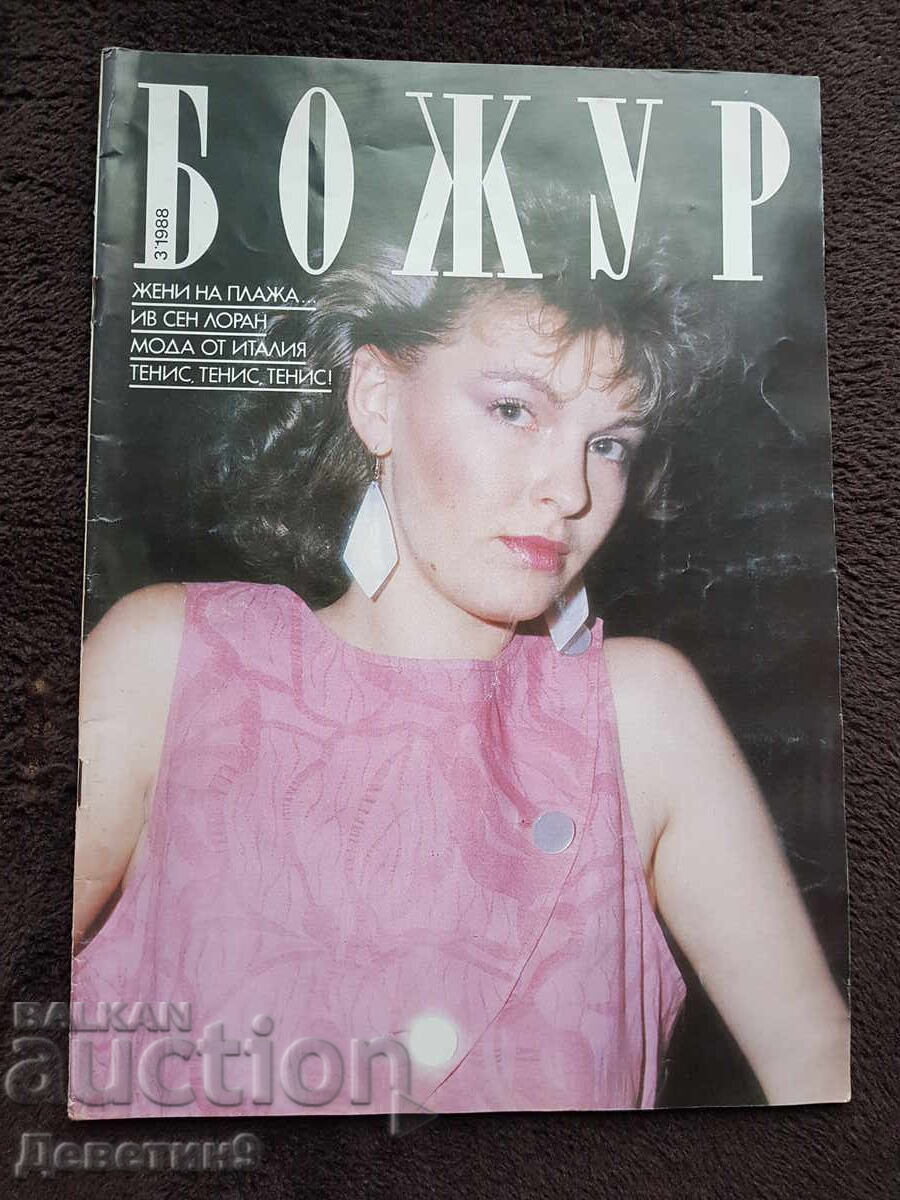 БОЖУР
3'1988
ЖЕНИ НА ПЛАЖА...
ИВ СЕН ЛОРАН
МОДА ОТ ИТАЛИЯ
ТЕНИС, ТЕНИС, ТЕНИС!
BALKAN
auction
Деветин9